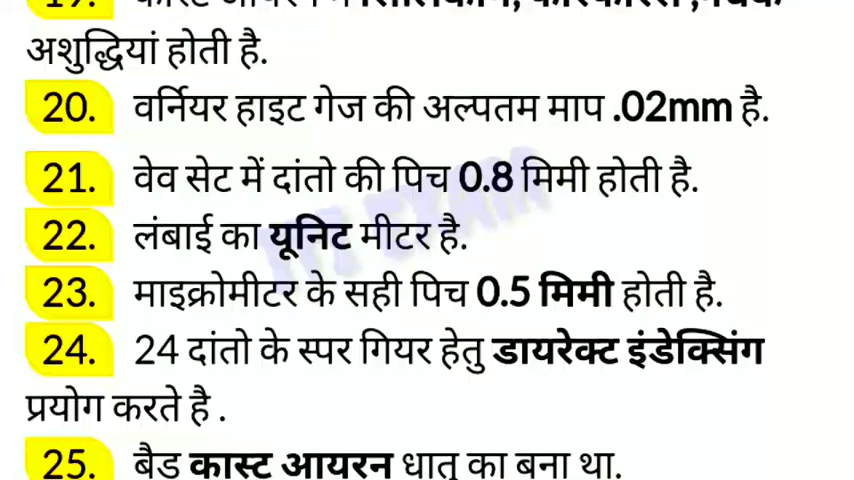 अशुद्धियां होती है.
20. वर्नियर हाइट गेज की अल्पतम माप .02mm है.
21. वेव सेट में दांतो की पिच 0.8 मिमी होती है.
22. लंबाई का यूनिट मीटर है.
23. माइक्रोमीटर के सही पिच 0.5 मिमी होती है.
24. 24 दांतो के स्पर गियर हेतु डायरेक्ट इंडेक्सिंग
प्रयोग करते है .
25. बैड कास्ट आयरन धातु का बना था.